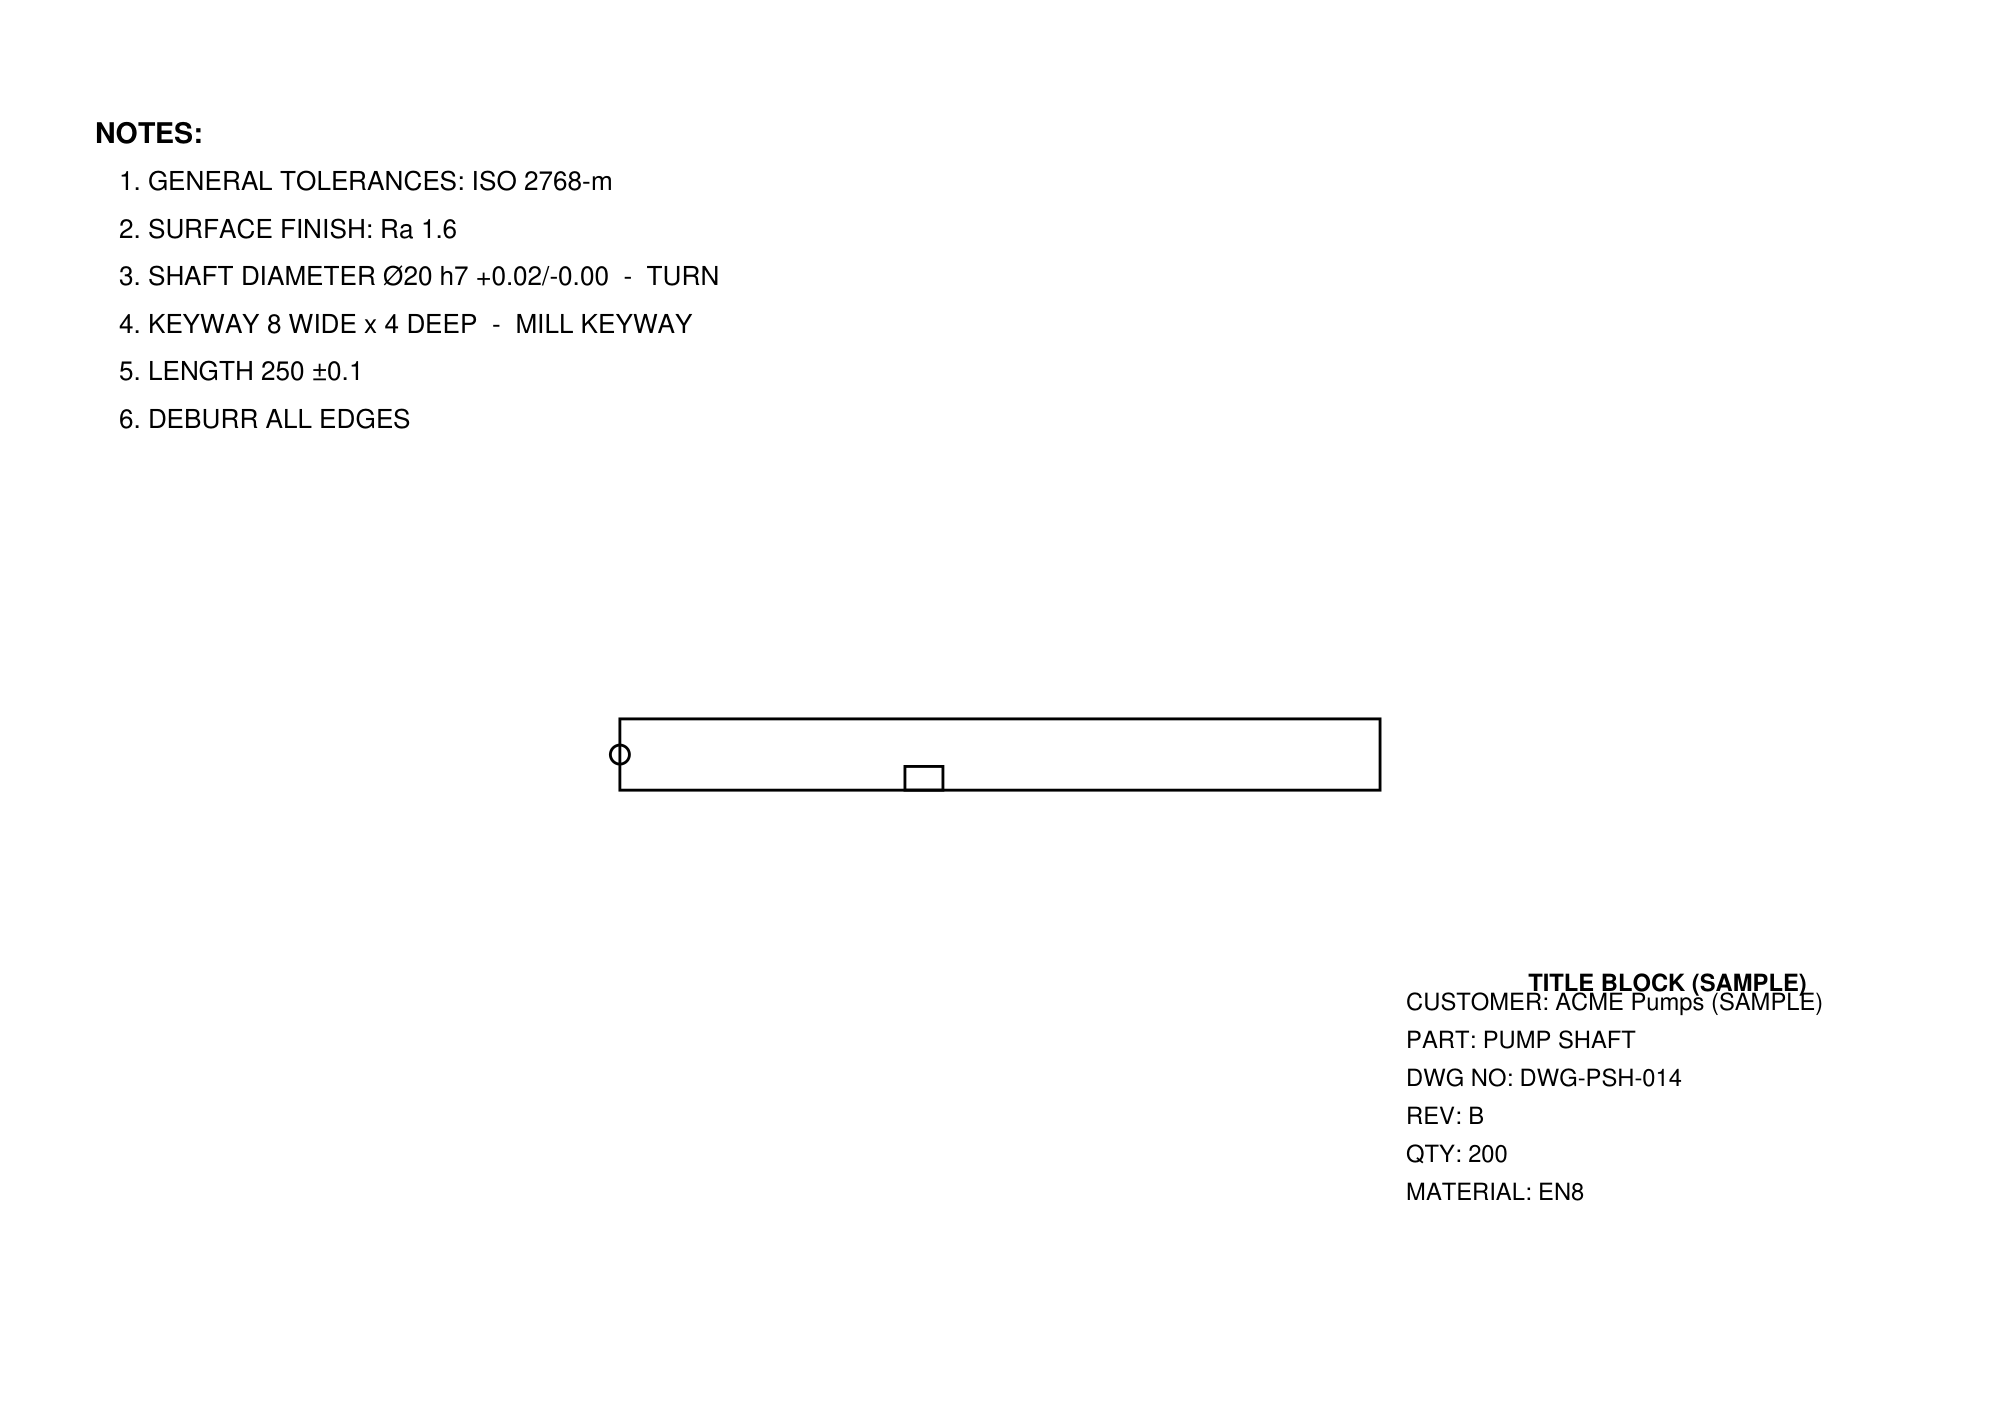 NOTES:
1. GENERAL TOLERANCES: ISO 2768-m
2. SURFACE FINISH: Ra 1.6
3. SHAFT DIAMETER Ø20 h7 +0.02/-0.00  -  TURN
4. KEYWAY 8 WIDE x 4 DEEP  -  MILL KEYWAY
5. LENGTH 250 ±0.1
6. DEBURR ALL EDGES
TITLE BLOCK (SAMPLE)
CUSTOMER: ACME Pumps (SAMPLE)
PART: PUMP SHAFT
DWG NO: DWG-PSH-014
REV: B
QTY: 200
MATERIAL: EN8